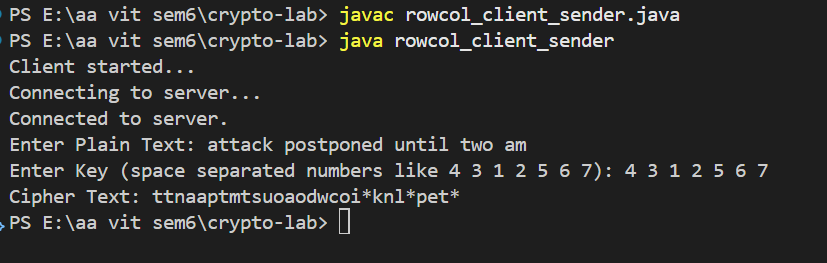 PS E:\aa vit sem6\crypto-lab> javac rowcol_client_sender.java
PS E:\aa vit sem6\crypto-lab> java rowcol_client_sender
Client started...
Connecting to server...
Connected to server.
Enter Plain Text: attack postponed until two am
Enter Key (space separated numbers like 4 3 1 2 5 6 7): 4 3 1 2 5 6 7
Cipher Text: ttnaaptmtsuoaodwcoi*knl*pet*
PS E:\aa vit sem6\crypto-lab>